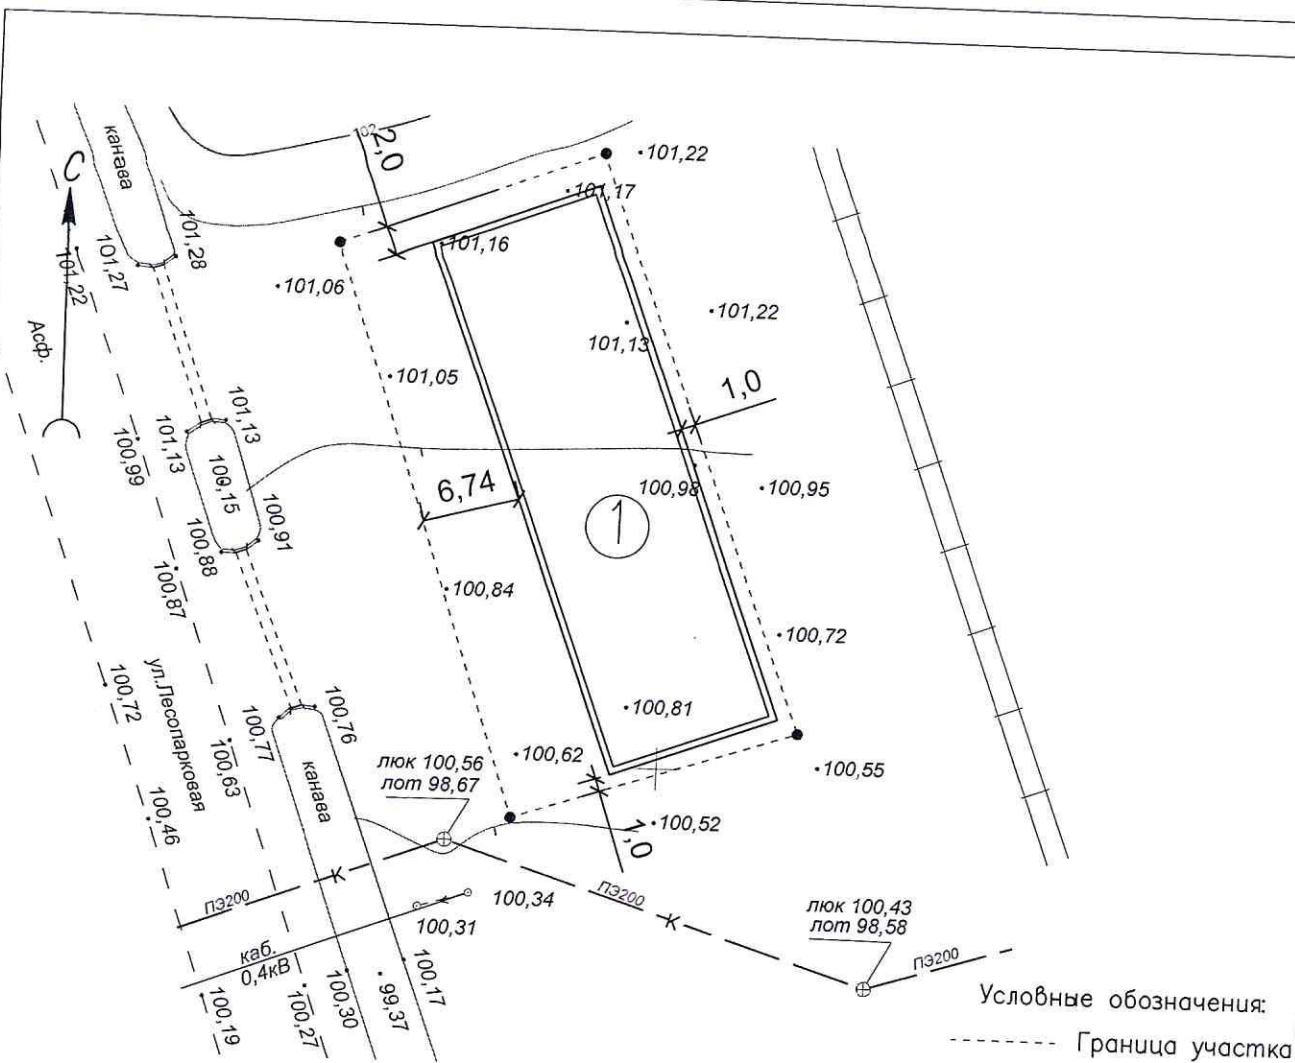 102
2,0
101,22
101,17
101,16
канава
С
101,28
101,27
101,22
101,06
101,22
101,13
Асф.
101,05
1,0
101,13
101,13
100,99
100,15
6,74
100,98
100,95
1
100,91
100,88
100,87
100,84
100,72
ул.Лесопарковая
100,72
100,76
100,77
100,81
100,63
100,62
люк 100,56
лот 98,67
100,55
канава
100,46
100,52
1,0
К
ПЭ200
100,34
100,31
ПЭ200
К
люк 100,43
лот 98,58
каб.
0,4кВ
100,17
ПЭ200
100,30
99,37
100,27
100,19
Условные обозначения:
Граница участка